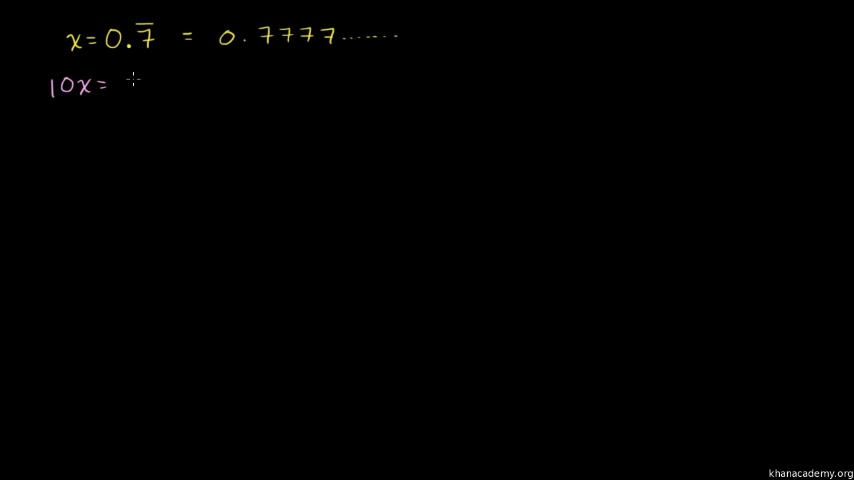 x = 0.7̅ = 0.7777.......
10x =
khanacademy.org